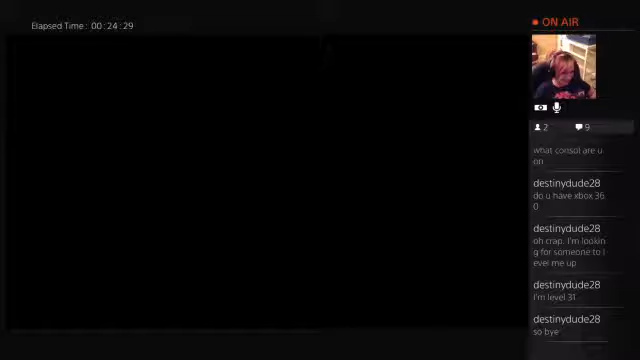 Elapsed Time : 00:24:29
ON AIR
2
9
what consol are u
on
destinydude28
do u have xbox 36
0
destinydude28
oh crap. I'm lookin
g for someone to l
evel me up
destinydude28
I'm level 31
destinydude28
so bye